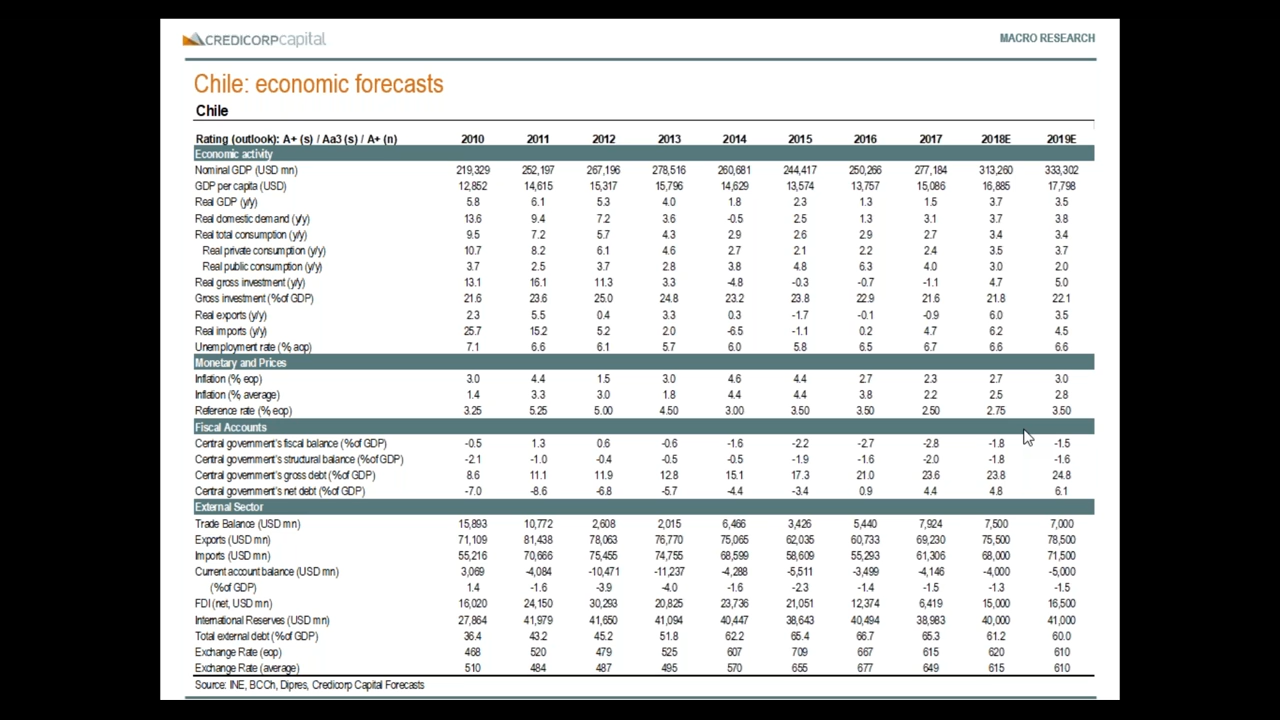 CREDICORPcapital
MACRO RESEARCH
Chile: economic forecasts
Chile
Rating (outlook): A+ (s) / Aa3 (s) / A+ (n) 2010 2011 2012 2013 2014 2015 2016 2017 2018E 2019E
Economic activity
Nominal GDP (USD mn) 219,329 252,197 267,196 278,516 260,681 244,417 250,266 277,184 313,260 333,302
GDP per capita (USD) 12,852 14,615 15,317 15,796 14,629 13,574 13,757 15,086 16,885 17,798
Real GDP (y/y) 5.8 6.1 5.3 4.0 1.8 2.3 1.3 1.5 3.7 3.5
Real domestic demand (y/y) 13.6 9.4 7.2 3.6 -0.5 2.5 1.3 3.1 3.7 3.8
Real total consumption (y/y) 9.5 7.2 5.7 4.3 2.9 2.6 2.9 2.7 3.4 3.4
Real private consumption (y/y) 10.7 8.2 6.1 4.6 2.7 2.1 2.2 2.4 3.5 3.7
Real public consumption (y/y) 3.7 2.5 3.7 2.8 3.8 4.8 6.3 4.0 3.0 2.0
Real gross investment (y/y) 13.1 16.1 11.3 3.3 -4.8 -0.3 -0.7 -1.1 4.7 5.0
Gross investment (% of GDP) 21.6 23.6 25.0 24.8 23.2 23.8 22.9 21.6 21.8 22.1
Real exports (y/y) 2.3 5.5 0.4 3.3 0.3 -1.7 -0.1 -0.9 6.0 3.5
Real imports (y/y) 25.7 15.2 5.2 2.0 -6.5 -1.1 0.2 4.7 6.2 4.5
Unemployment rate (% aop) 7.1 6.6 6.1 5.7 6.0 5.8 6.5 6.7 6.6 6.6
Monetary and Prices
Inflation (% eop) 3.0 4.4 1.5 3.0 4.6 4.4 2.7 2.3 2.7 3.0
Inflation (% average) 1.4 3.3 3.0 1.8 4.4 4.4 3.8 2.2 2.5 2.8
Reference rate (% eop) 3.25 5.25 5.00 4.50 3.00 3.50 3.50 2.50 2.75 3.50
Fiscal Accounts
Central government's fiscal balance (% of GDP) -0.5 1.3 0.6 -0.6 -1.6 -2.2 -2.7 -2.8 -1.8 -1.5
Central government's structural balance (% of GDP) -2.1 -1.0 -0.4 -0.5 -0.5 -1.9 -1.6 -2.0 -1.8 -1.6
Central government's gross debt (% of GDP) 8.6 11.1 11.9 12.8 15.1 17.3 21.0 23.6 23.8 24.8
Central government's net debt (% of GDP) -7.0 -8.6 -6.8 -5.7 -4.4 -3.4 0.9 4.4 4.8 6.1
External Sector
Trade Balance (USD mn) 15,893 10,772 2,608 2,015 6,466 3,426 5,440 7,924 7,500 7,000
Exports (USD mn) 71,109 81,438 78,063 76,770 75,065 62,035 60,733 69,230 75,500 78,500
Imports (USD mn) 55,216 70,666 75,455 74,755 68,599 58,609 55,293 61,306 68,000 71,500
Current account balance (USD mn) 3,069 -4,084 -10,471 -11,237 -4,288 -5,511 -3,499 -4,146 -4,000 -5,000
(% of GDP) 1.4 -1.6 -3.9 -4.0 -1.6 -2.3 -1.4 -1.5 -1.3 -1.5
FDI (net, USD mn) 16,020 24,150 30,293 20,825 23,736 21,051 12,374 6,419 15,000 16,500
International Reserves (USD mn) 27,864 41,979 41,650 41,094 40,447 38,643 40,494 38,983 40,000 41,000
Total external debt (% of GDP) 36.4 43.2 45.2 51.8 62.2 65.4 66.7 65.3 61.2 60.0
Exchange Rate (eop) 468 520 479 525 607 709 667 615 620 610
Exchange Rate (average) 510 484 487 495 570 655 677 649 615 610
Source: INE, BCCh, Dipres, Credicorp Capital Forecasts